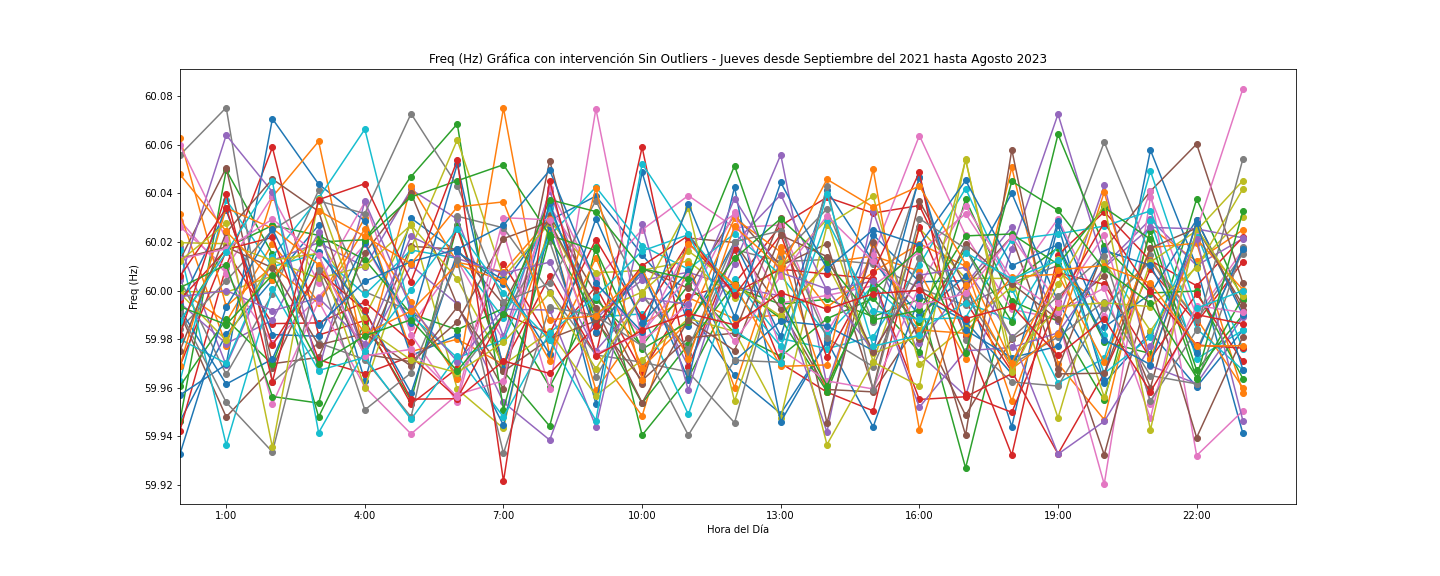 Freq (Hz) Gráfica con intervención Sin Outliers - Jueves desde Septiembre del 2021 hasta Agosto 2023
60.08
60.06
60.04
60.02
60.00
59.98
59.96
59.94
59.92
Freq (Hz)
1:00 4:00 7:00 10:00 13:00 16:00 19:00 22:00
Hora del Día